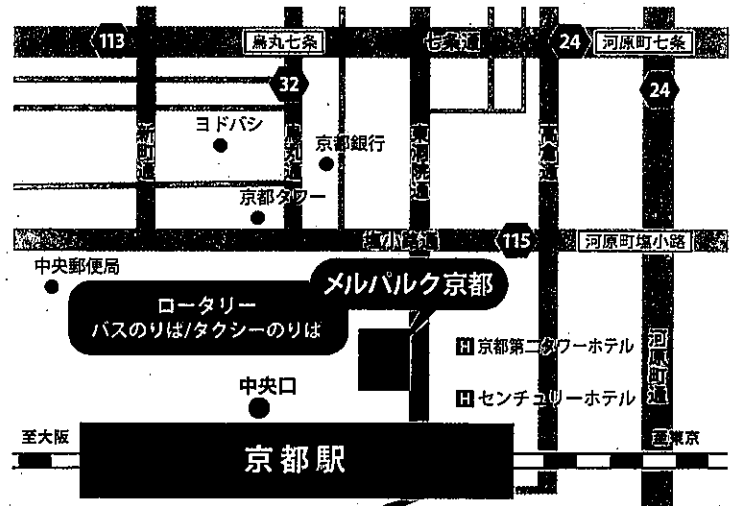 113
烏丸七条
七条通
24
河原町七条
32
24
ヨドバシ
京都銀行
新町通
烏丸通
東洞院通
高倉通
京都タワー
塩小路通
115
河原町塩小路
中央郵便局
メルパルク京都
ロータリー
バスのりば/タクシーのりば
H 京都第二タワーホテル
河原町通
中央口
H センチュリーホテル
至大阪
至東京
京都駅